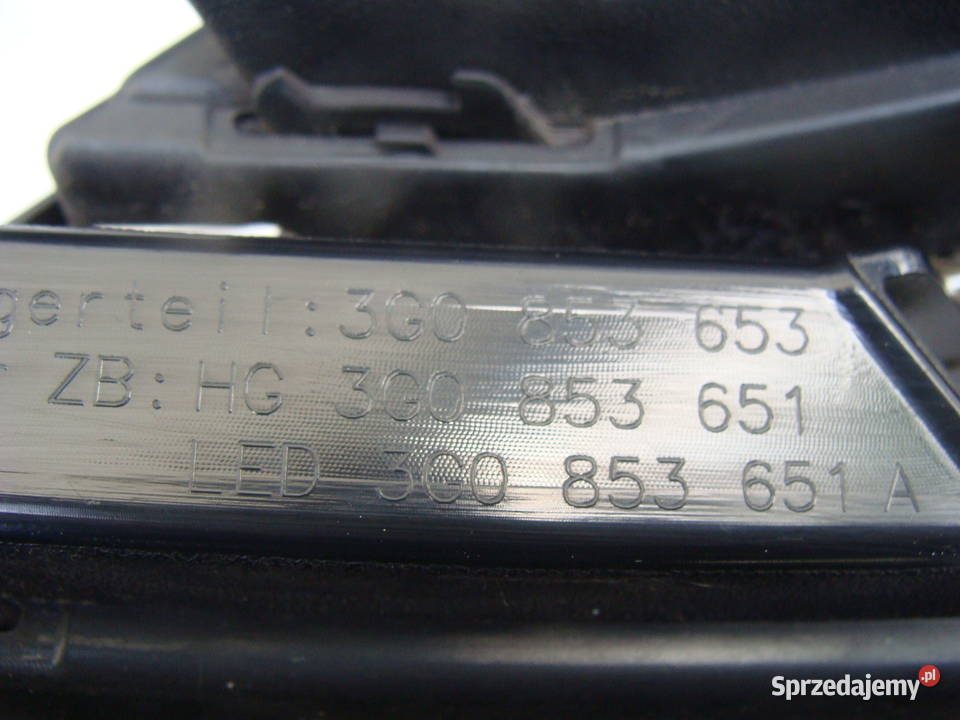 gerteil: 3G0 853 653
ZB: HG 3G0 853 651
LED 3G0 853 651 A
Sprzedajemy.pl